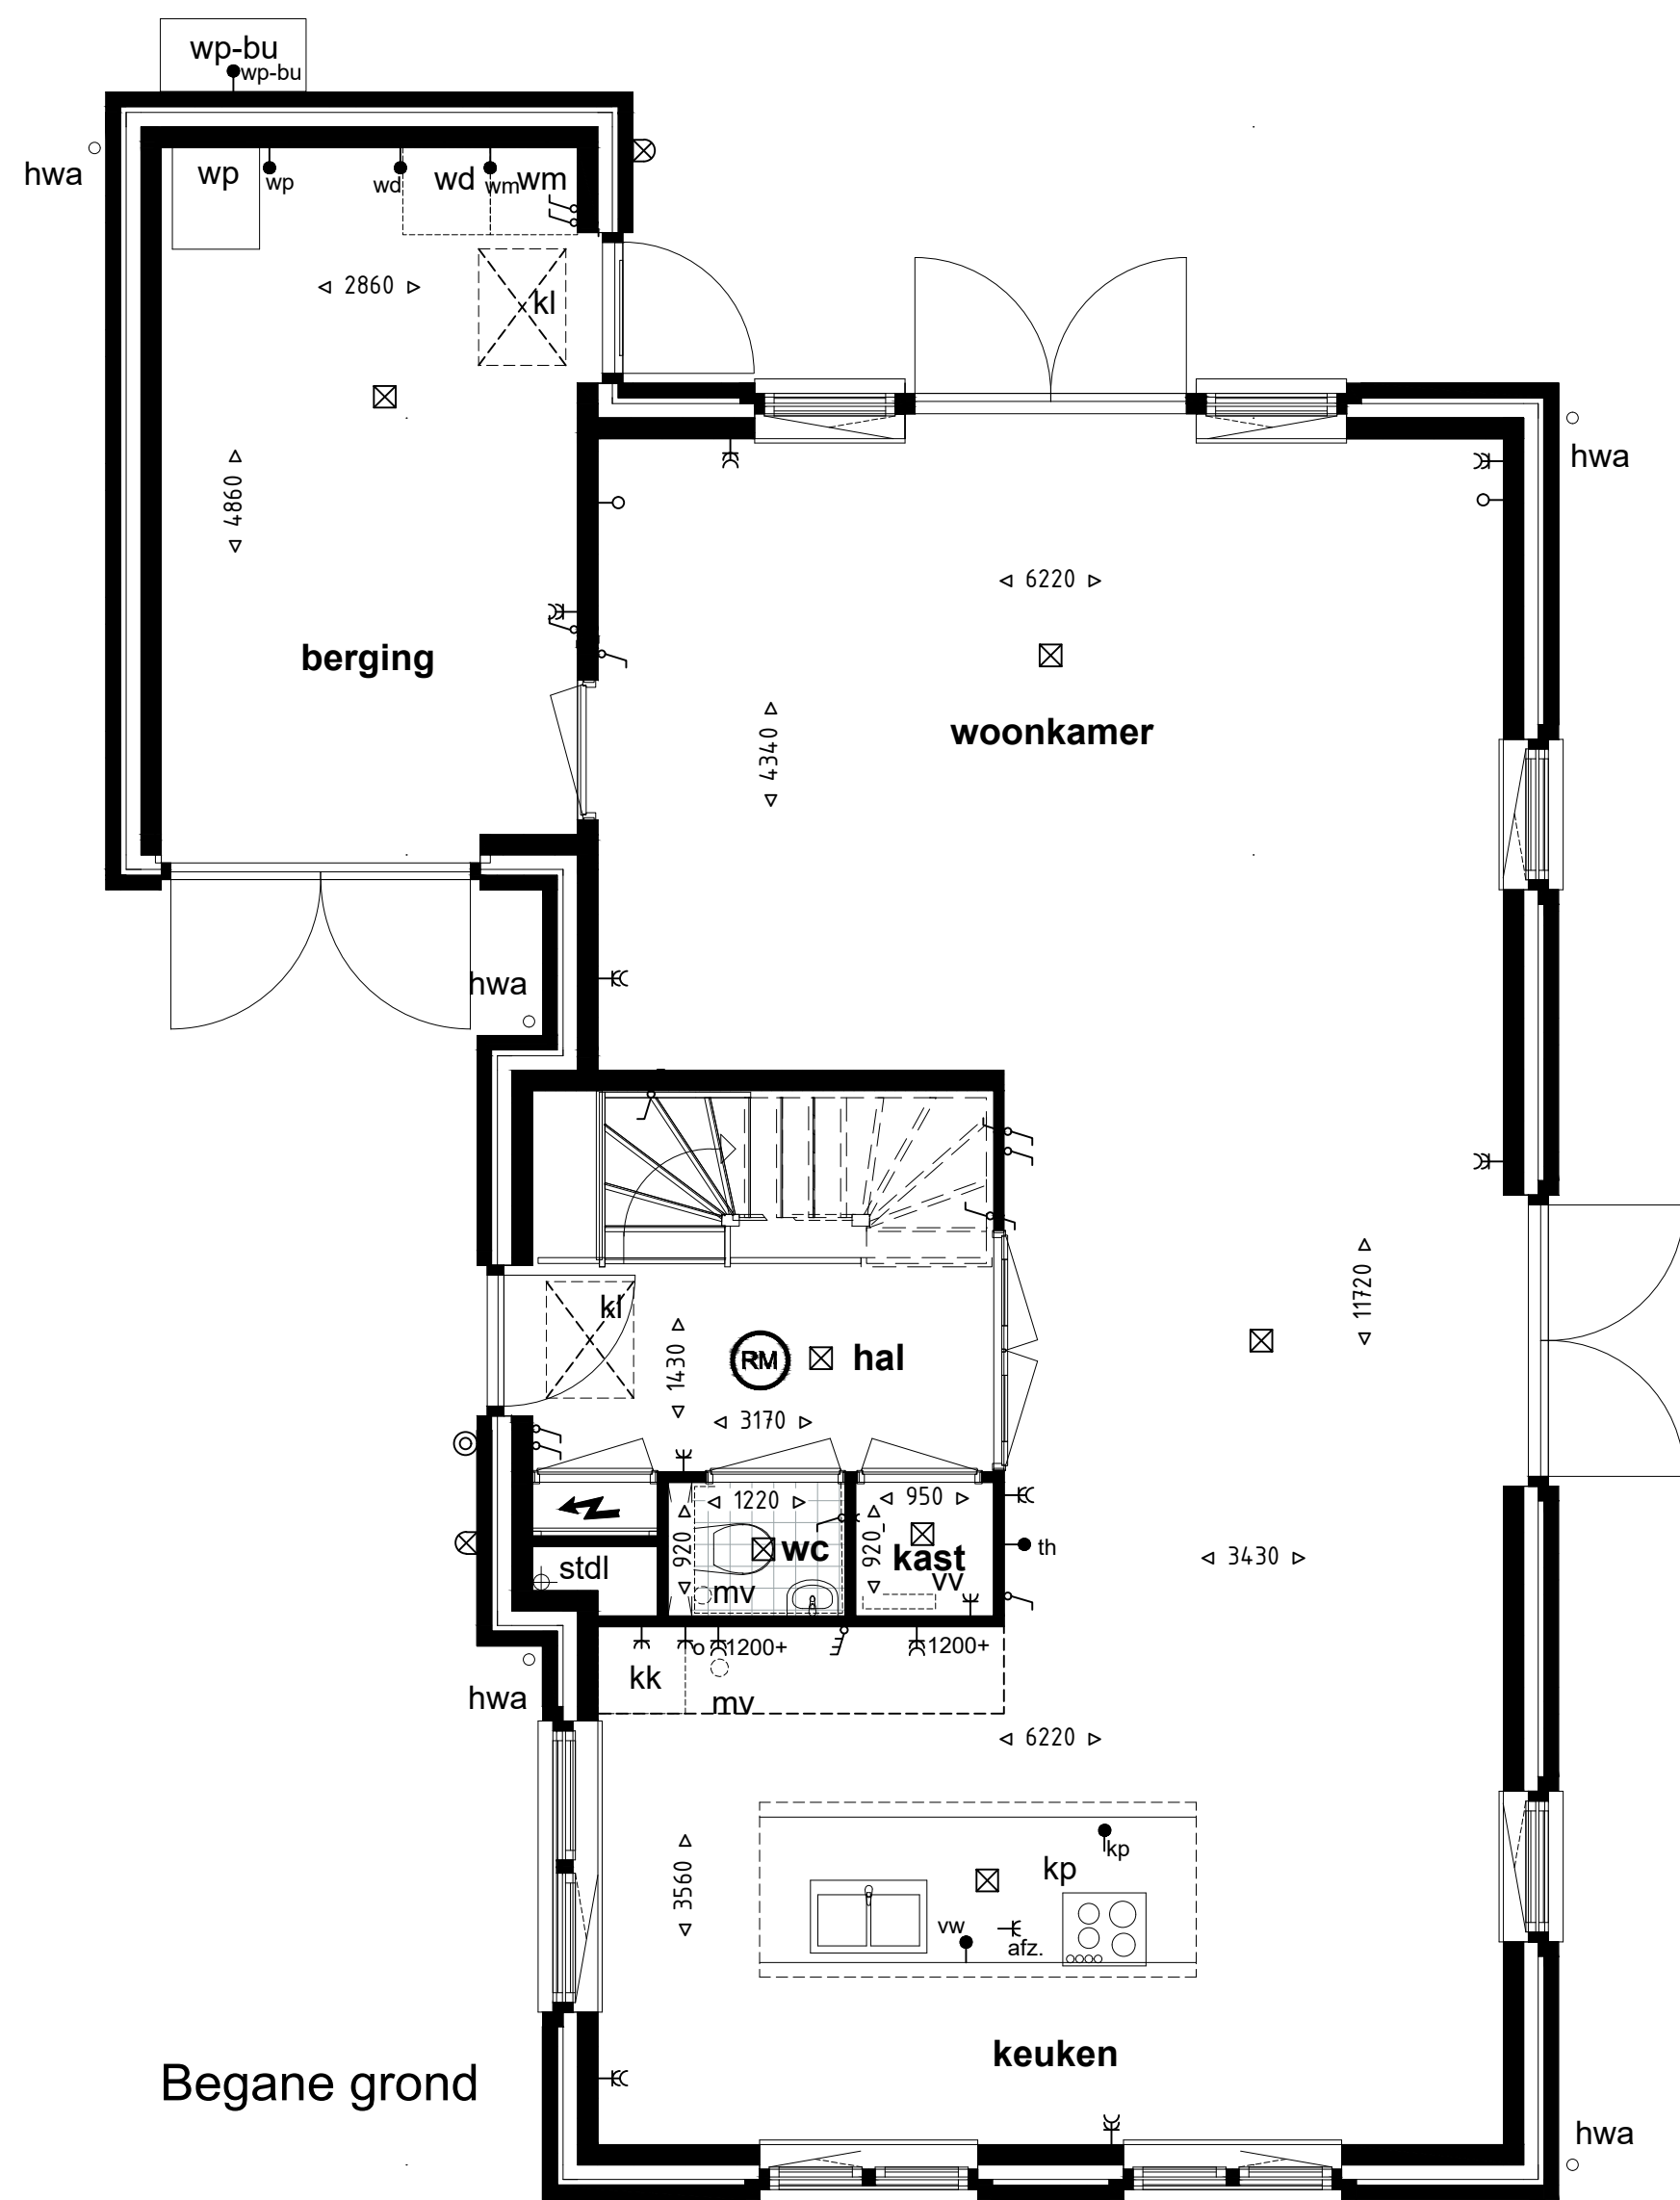 wp-bu
wp-bu
hwa
wp
wp
wd
wd
wm
wm
2860
kl
hwa
4860
6220
berging
woonkamer
4340
hwa
11720
kl
RM
hal
1430
3170
1220
950
920
wc
920
kast
th
3430
stdl
mv
vv
o
1200+
1200+
kk
hwa
mv
6220
kp
kp
3560
vw
afz.
keuken
Begane grond
hwa